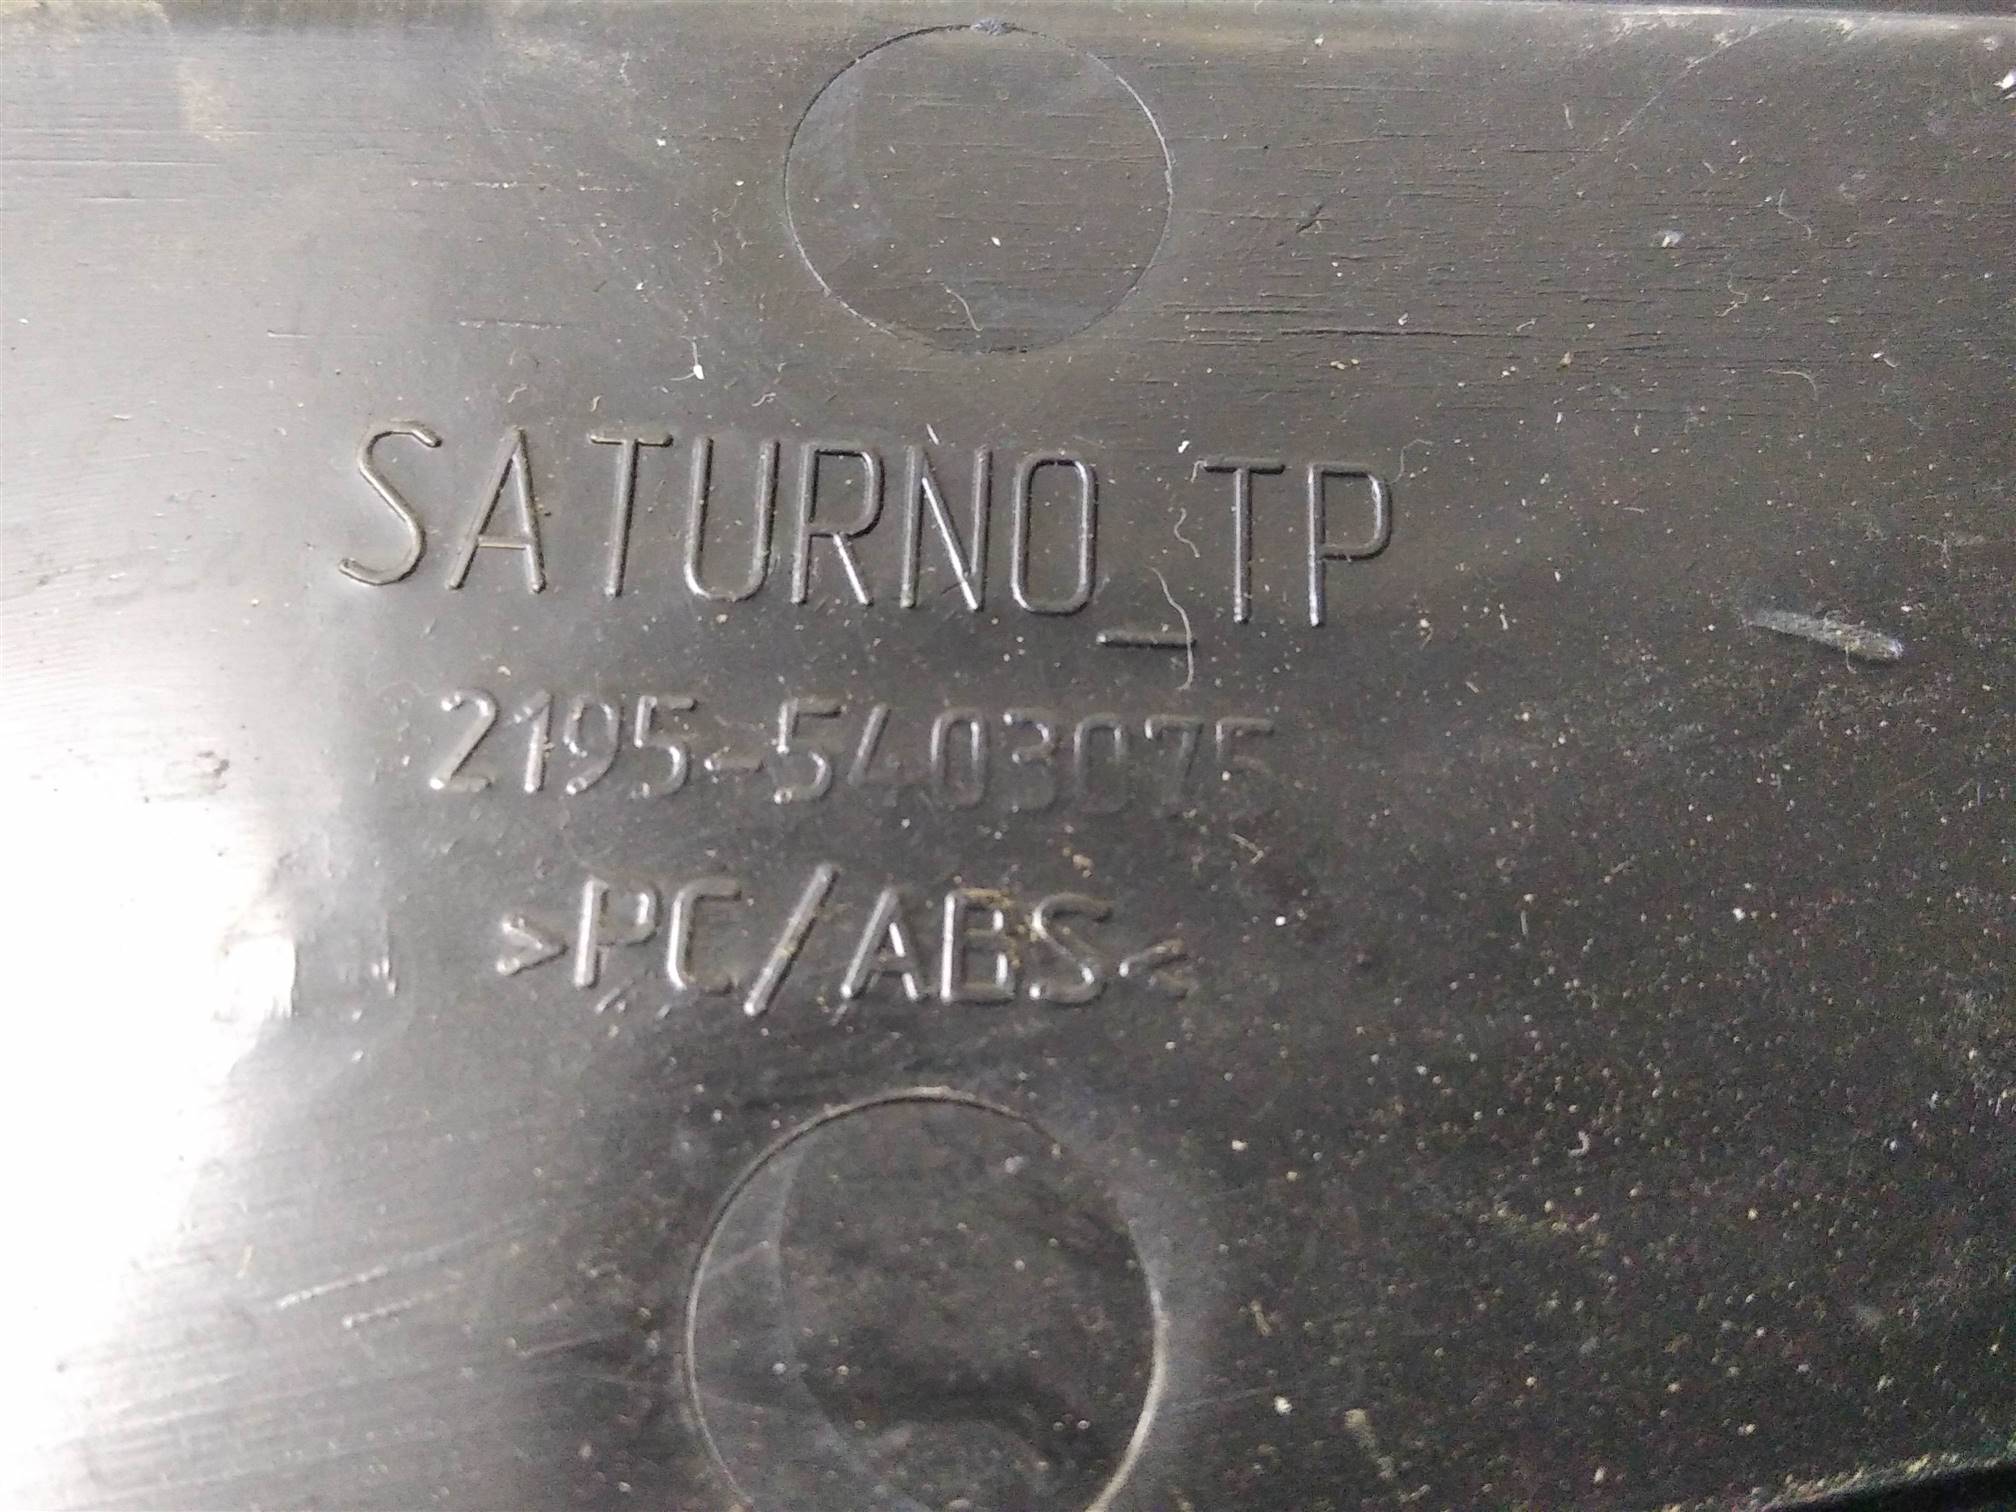 SATURNO_TP
2195-5403075
>PC/ABS<